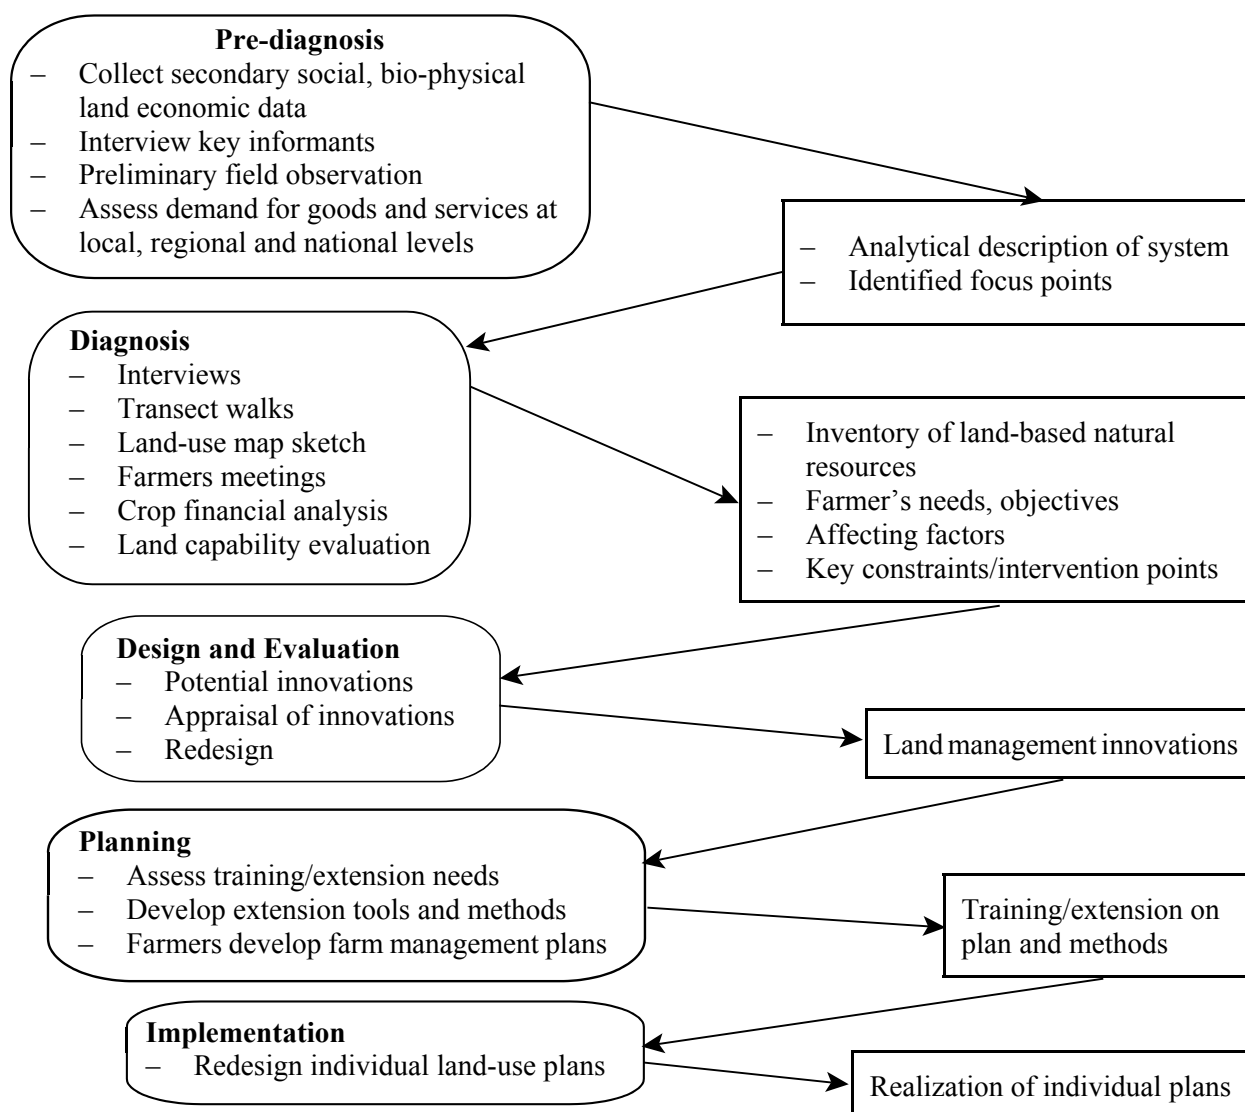 Pre-diagnosis
– Collect secondary social, bio-physical
land economic data
– Interview key informants
– Preliminary field observation
– Assess demand for goods and services at
local, regional and national levels
– Analytical description of system
– Identified focus points
Diagnosis
– Interviews
– Transect walks
– Land-use map sketch
– Farmers meetings
– Crop financial analysis
– Land capability evaluation
– Inventory of land-based natural
resources
– Farmer’s needs, objectives
– Affecting factors
– Key constraints/intervention points
Design and Evaluation
– Potential innovations
– Appraisal of innovations
– Redesign
Land management innovations
Planning
– Assess training/extension needs
– Develop extension tools and methods
– Farmers develop farm management plans
Training/extension on
plan and methods
Implementation
– Redesign individual land-use plans
Realization of individual plans